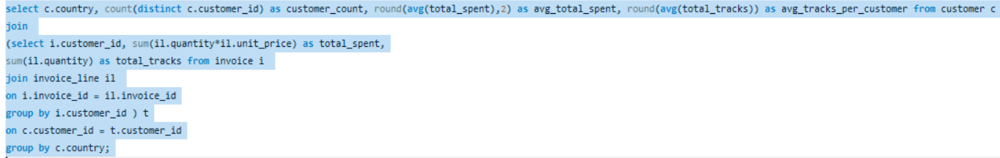 select c.country, count(distinct c.customer_id) as customer_count, round(avg(total_spent),2) as avg_total_spent, round(avg(total_tracks)) as avg_tracks_per_customer from customer c
join
(select i.customer_id, sum(il.quantity*il.unit_price) as total_spent,
sum(il.quantity) as total_tracks from invoice i
join invoice_line il
on i.invoice_id = il.invoice_id
group by i.customer_id ) t
on c.customer_id = t.customer_id
group by c.country;